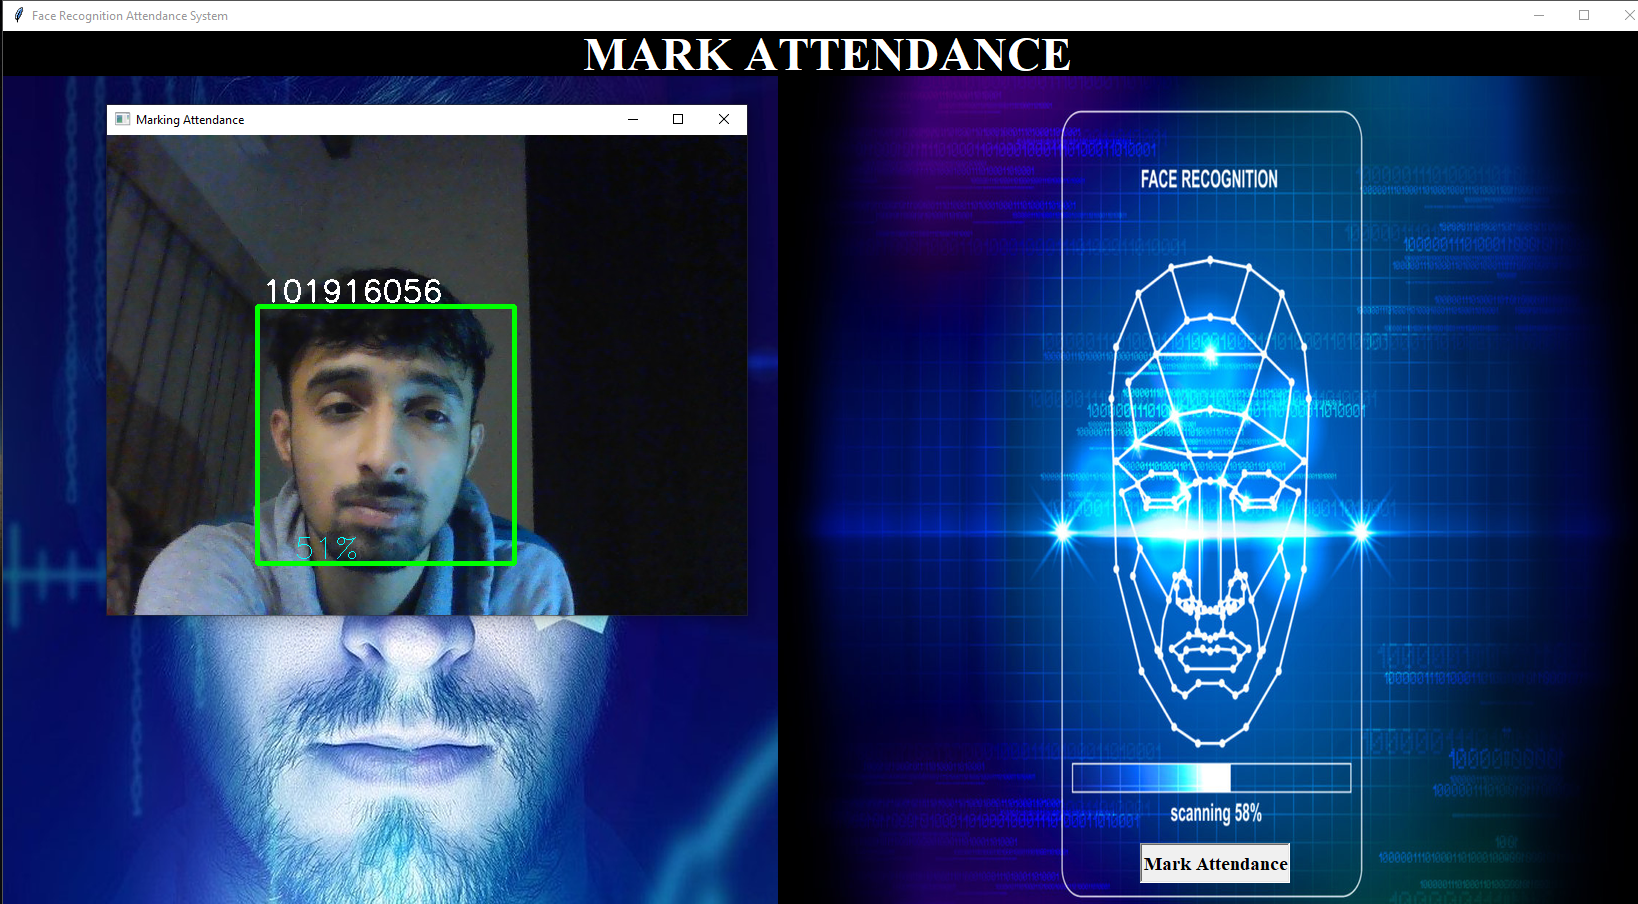 Face Recognition Attendance System
MARK ATTENDANCE
Marking Attendance
101916056
51%
FACE RECOGNITION
scanning 58%
Mark Attendance